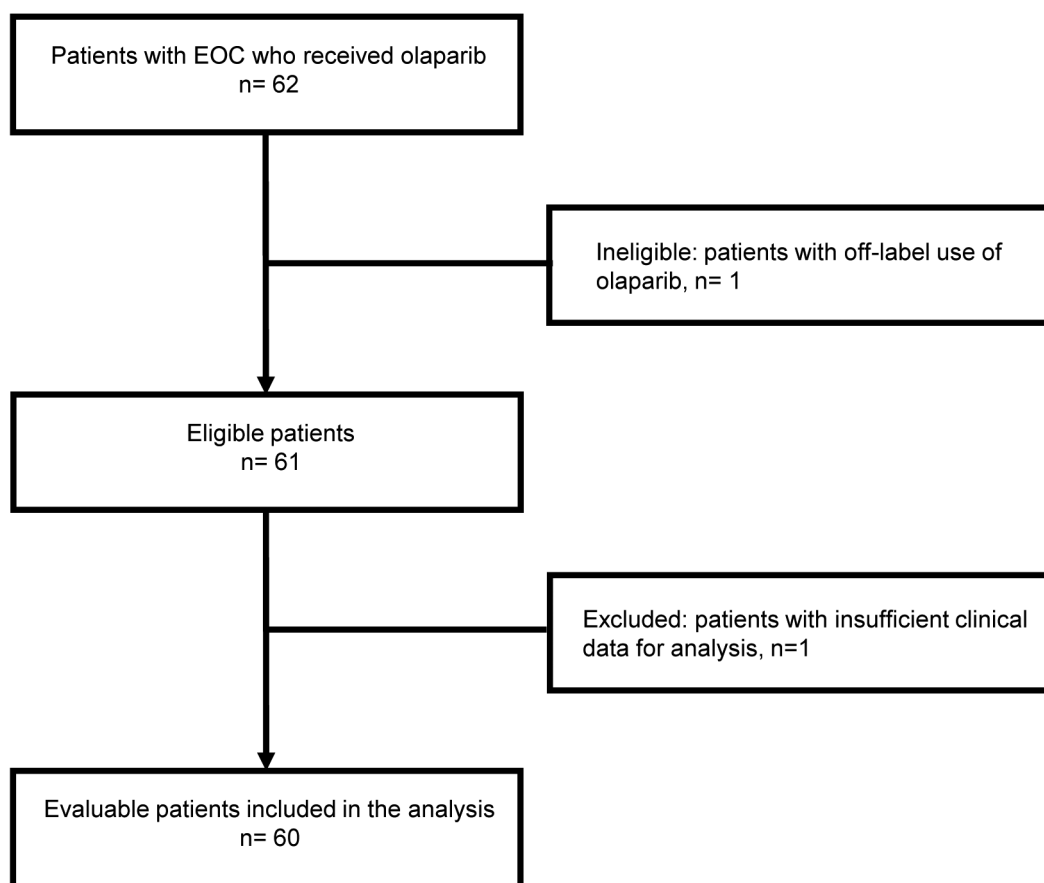 Patients with EOC who received olaparib
n= 62
Ineligible: patients with off-label use of
olaparib, n= 1
Eligible patients
n= 61
Excluded: patients with insufficient clinical
data for analysis, n=1
Evaluable patients included in the analysis
n= 60